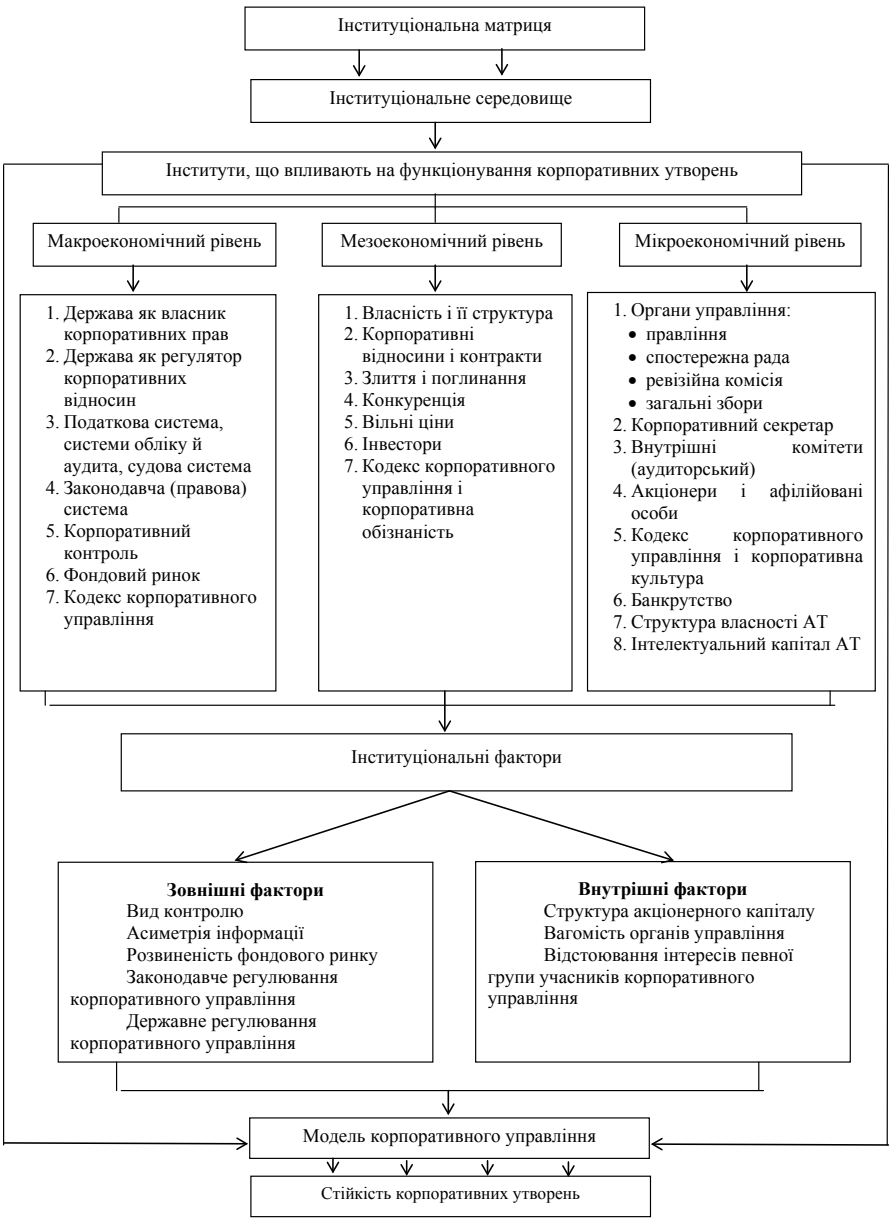 Інституціональна матриця
Інституціональне середовище
Інститути, що впливають на функціонування корпоративних утворень
Макроекономічний рівень
Мезоекономічний рівень
Мікроекономічний рівень
1. Держава як власник
корпоративних прав
2. Держава як регулятор
корпоративних
відносин
3. Податкова система,
системи обліку й
аудита, судова система
4. Законодавча (правова)
система
5. Корпоративний
контроль
6. Фондовий ринок
7. Кодекс корпоративного
управління
1. Власність і її структура
2. Корпоративні
відносини і контракти
3. Злиття і поглинання
4. Конкуренція
5. Вільні ціни
6. Інвестори
7. Кодекс корпоративного
управління і
корпоративна
обізнаність
1. Органи управління:
• правління
• спостережна рада
• ревізійна комісія
• загальні збори
2. Корпоративний секретар
3. Внутрішні комітети
(аудиторський)
4. Акціонери і афілійовані
особи
5. Кодекс корпоративного
управління і корпоративна
культура
6. Банкрутство
7. Структура власності АТ
8. Інтелектуальний капітал АТ
Інституціональні фактори
Зовнішні фактори
Вид контролю
Асиметрія інформації
Розвиненість фондового ринку
Законодавче регулювання
корпоративного управління
Державне регулювання
корпоративного управління
Внутрішні фактори
Структура акціонерного капіталу
Вагомість органів управління
Відстоювання інтересів певної
групи учасників корпоративного
управління
Модель корпоративного управління
Стійкість корпоративних утворень